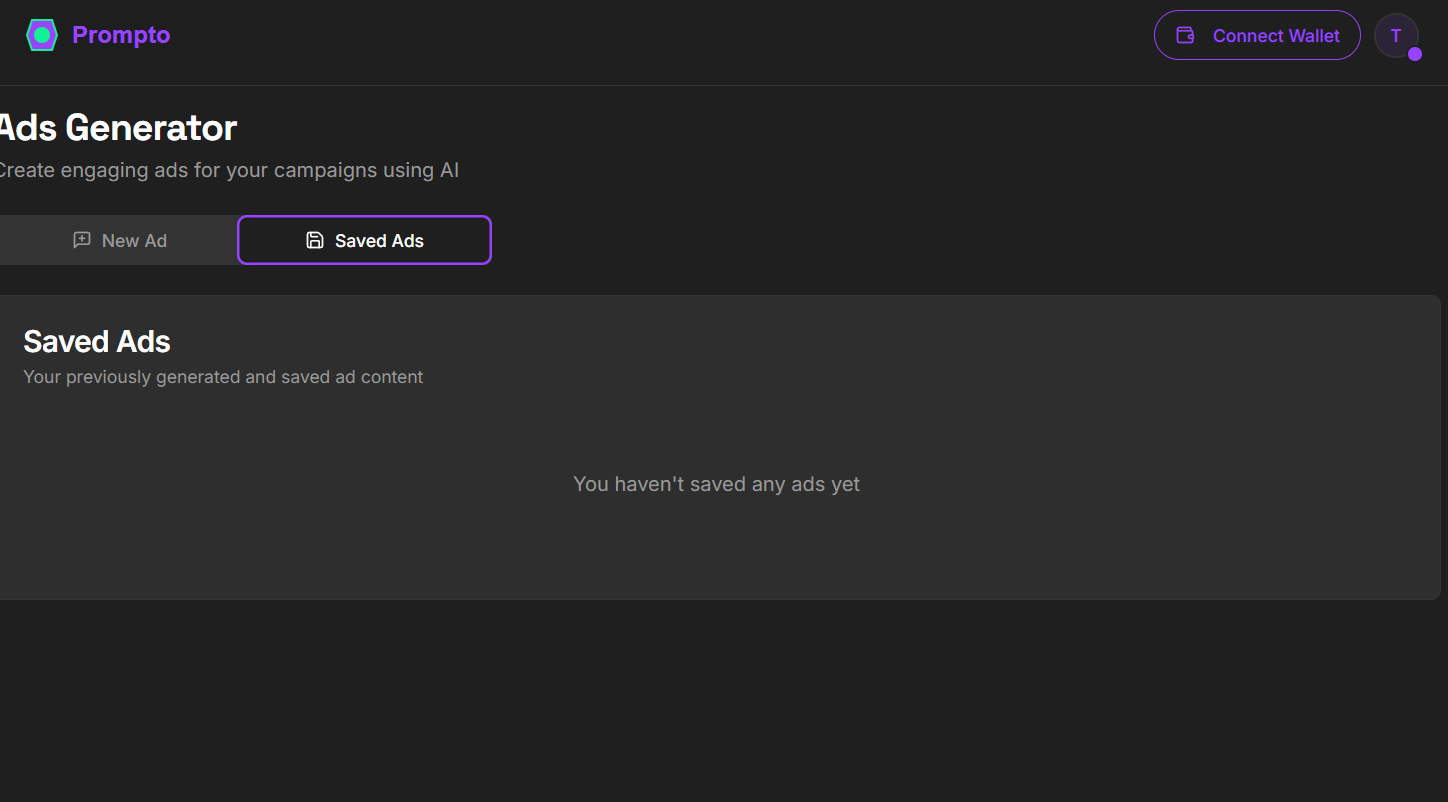 Prompto
Connect Wallet
T
Ads Generator
Create engaging ads for your campaigns using AI
New Ad
Saved Ads
Saved Ads
Your previously generated and saved ad content
You haven't saved any ads yet